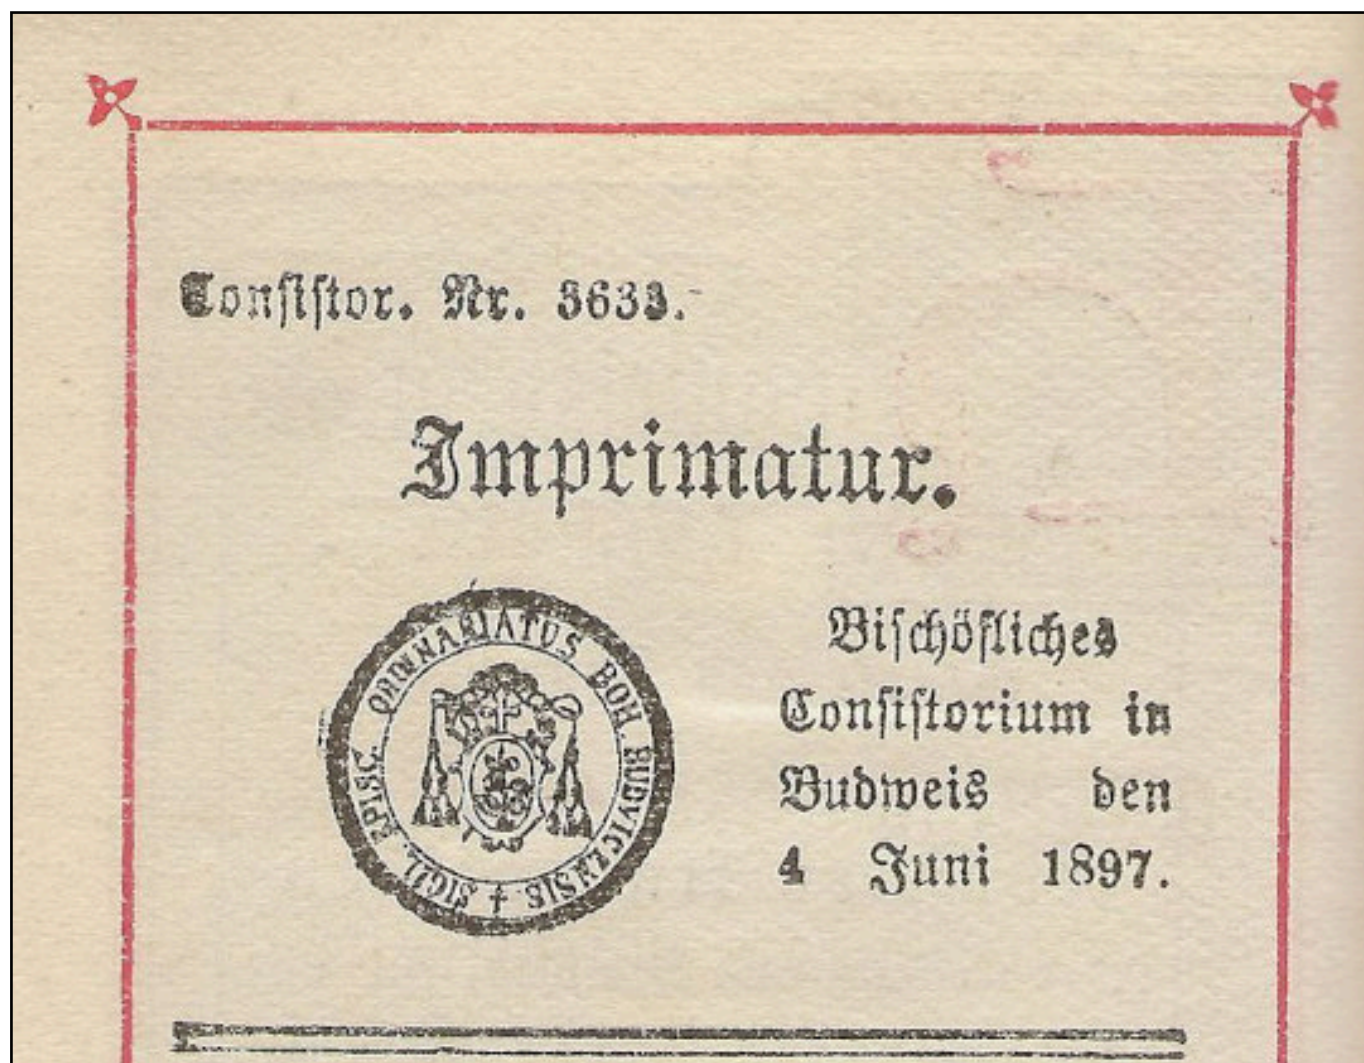 Consistor. Nr. 3633.
Imprimatur.
SIGILL. EPISC. ORDINARIATUS BOH. BUDVICENSIS
Bischöfliches
Consistorium in
Budweis den
4 Juni 1897.